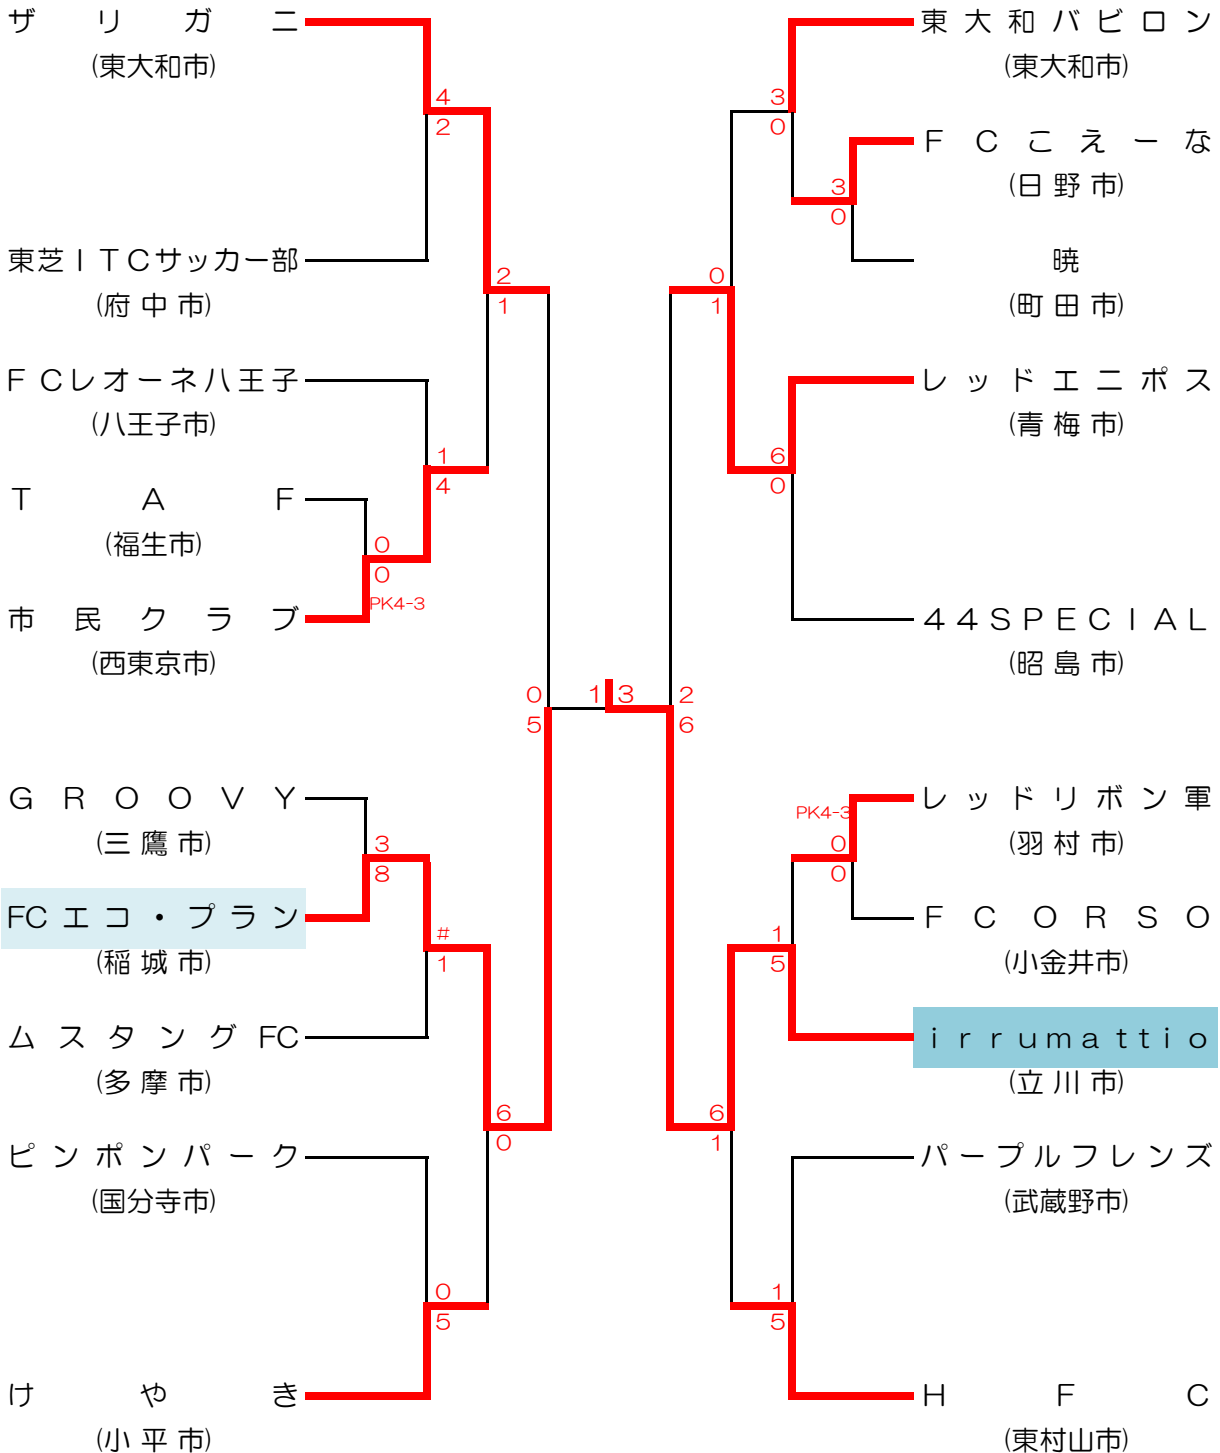 ザリガニ
(東大和市)
4
2
東芝ITCサッカー部
(府中市)
2
1
FCレオーネ八王子
(八王子市)
1
4
TAF
(福生市)
0
0
PK4-3
市民クラブ
(西東京市)
0
5
GROOVY
(三鷹市)
3
8
FCエコ・プラン
(稲城市)
#
1
ムスタングFC
(多摩市)
6
0
ピンポンパーク
(国分寺市)
0
5
けやき
(小平市)
1 3
東大和バビロン
(東大和市)
3
0
FCこえーな
(日野市)
3
0
暁
(町田市)
0
1
レッドエニポス
(青梅市)
6
0
44SPECIAL
(昭島市)
2
6
レッドリボン軍
(羽村市)
PK4-3
0
0
FCORSO
(小金井市)
1
5
irrumattio
(立川市)
6
1
パープルフレンズ
(武蔵野市)
1
5
HFC
(東村山市)